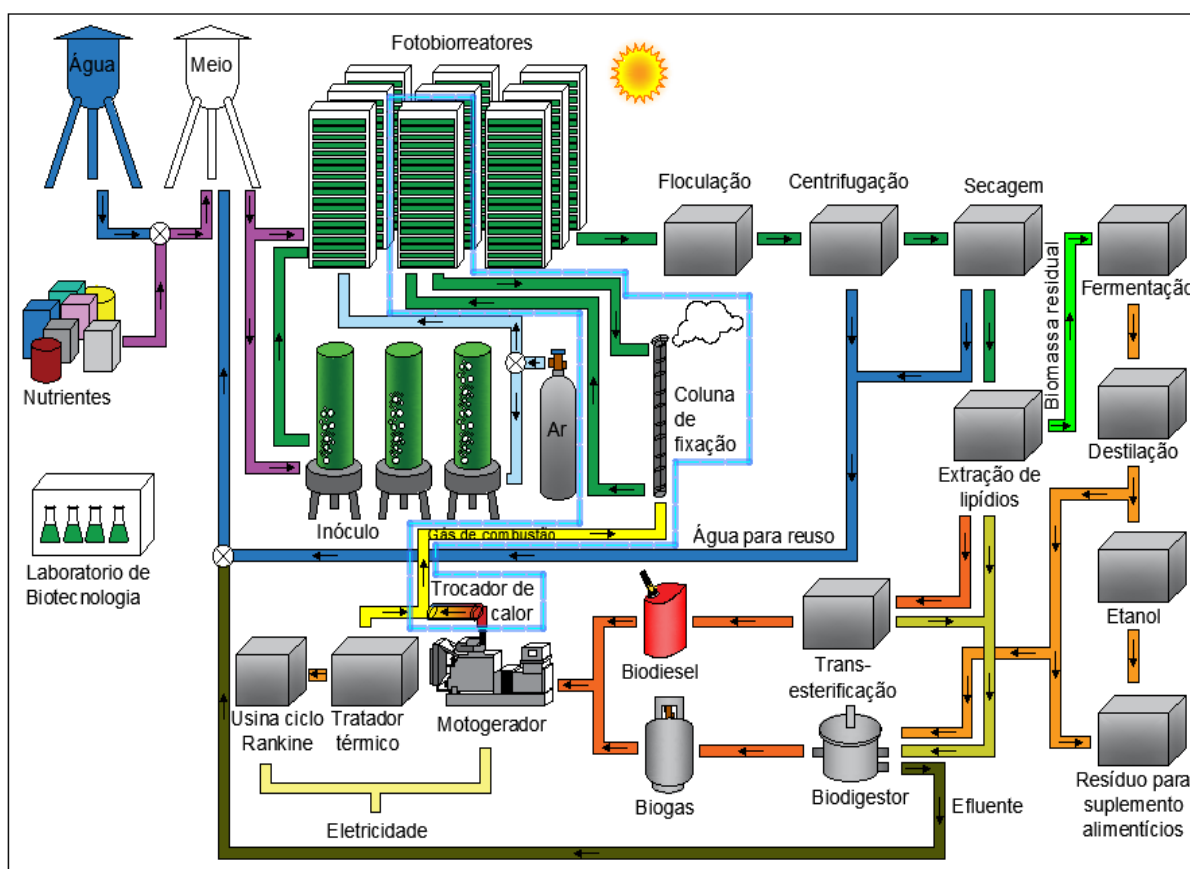 Fotobiorreatores
Água
Meio
Floculação
Centrifugação
Secagem
Fermentação
Nutrientes
Biomassa residual
Ar
Coluna
de
fixação
Destilação
Extração de
lipídios
Inóculo
Gás de combustão
Água para reuso
Laboratorio de
Biotecnologia
Trocador de
calor
Etanol
Biodiesel
Trans-
esterificação
Usina ciclo
Rankine
Tratador
térmico
Motogerador
Biogas
Biodigestor
Efluente
Resíduo para
suplemento
alimentícios
Eletricidade